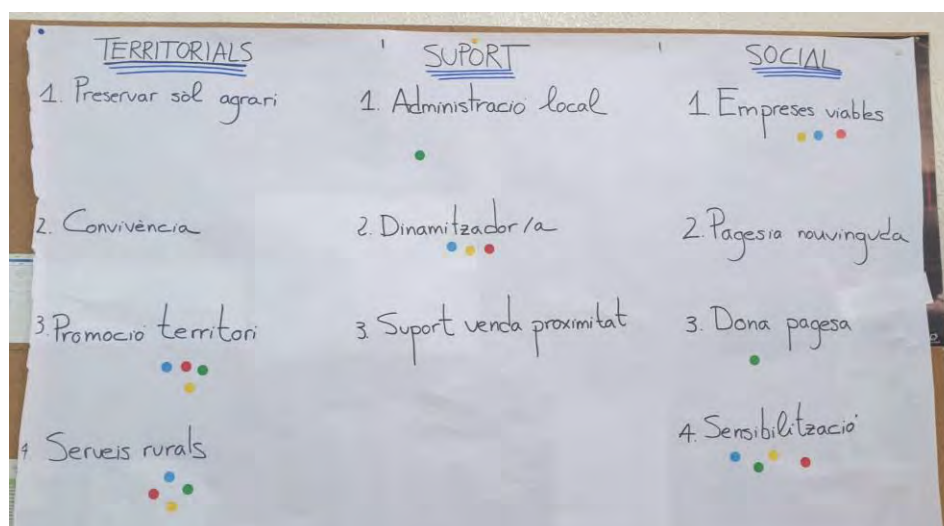 TERRITORIALS
1. Preservar sòl agrari
2. Convivència
3. Promoció territori
4. Serveis rurals
SUPORT
1. Administració local
2. Dinamitzador/a
3. Suport venda proximitat
SOCIAL
1 Empreses viables
2. Pagesia nouvinguda
3. Dona pagesa
4. Sensibilització